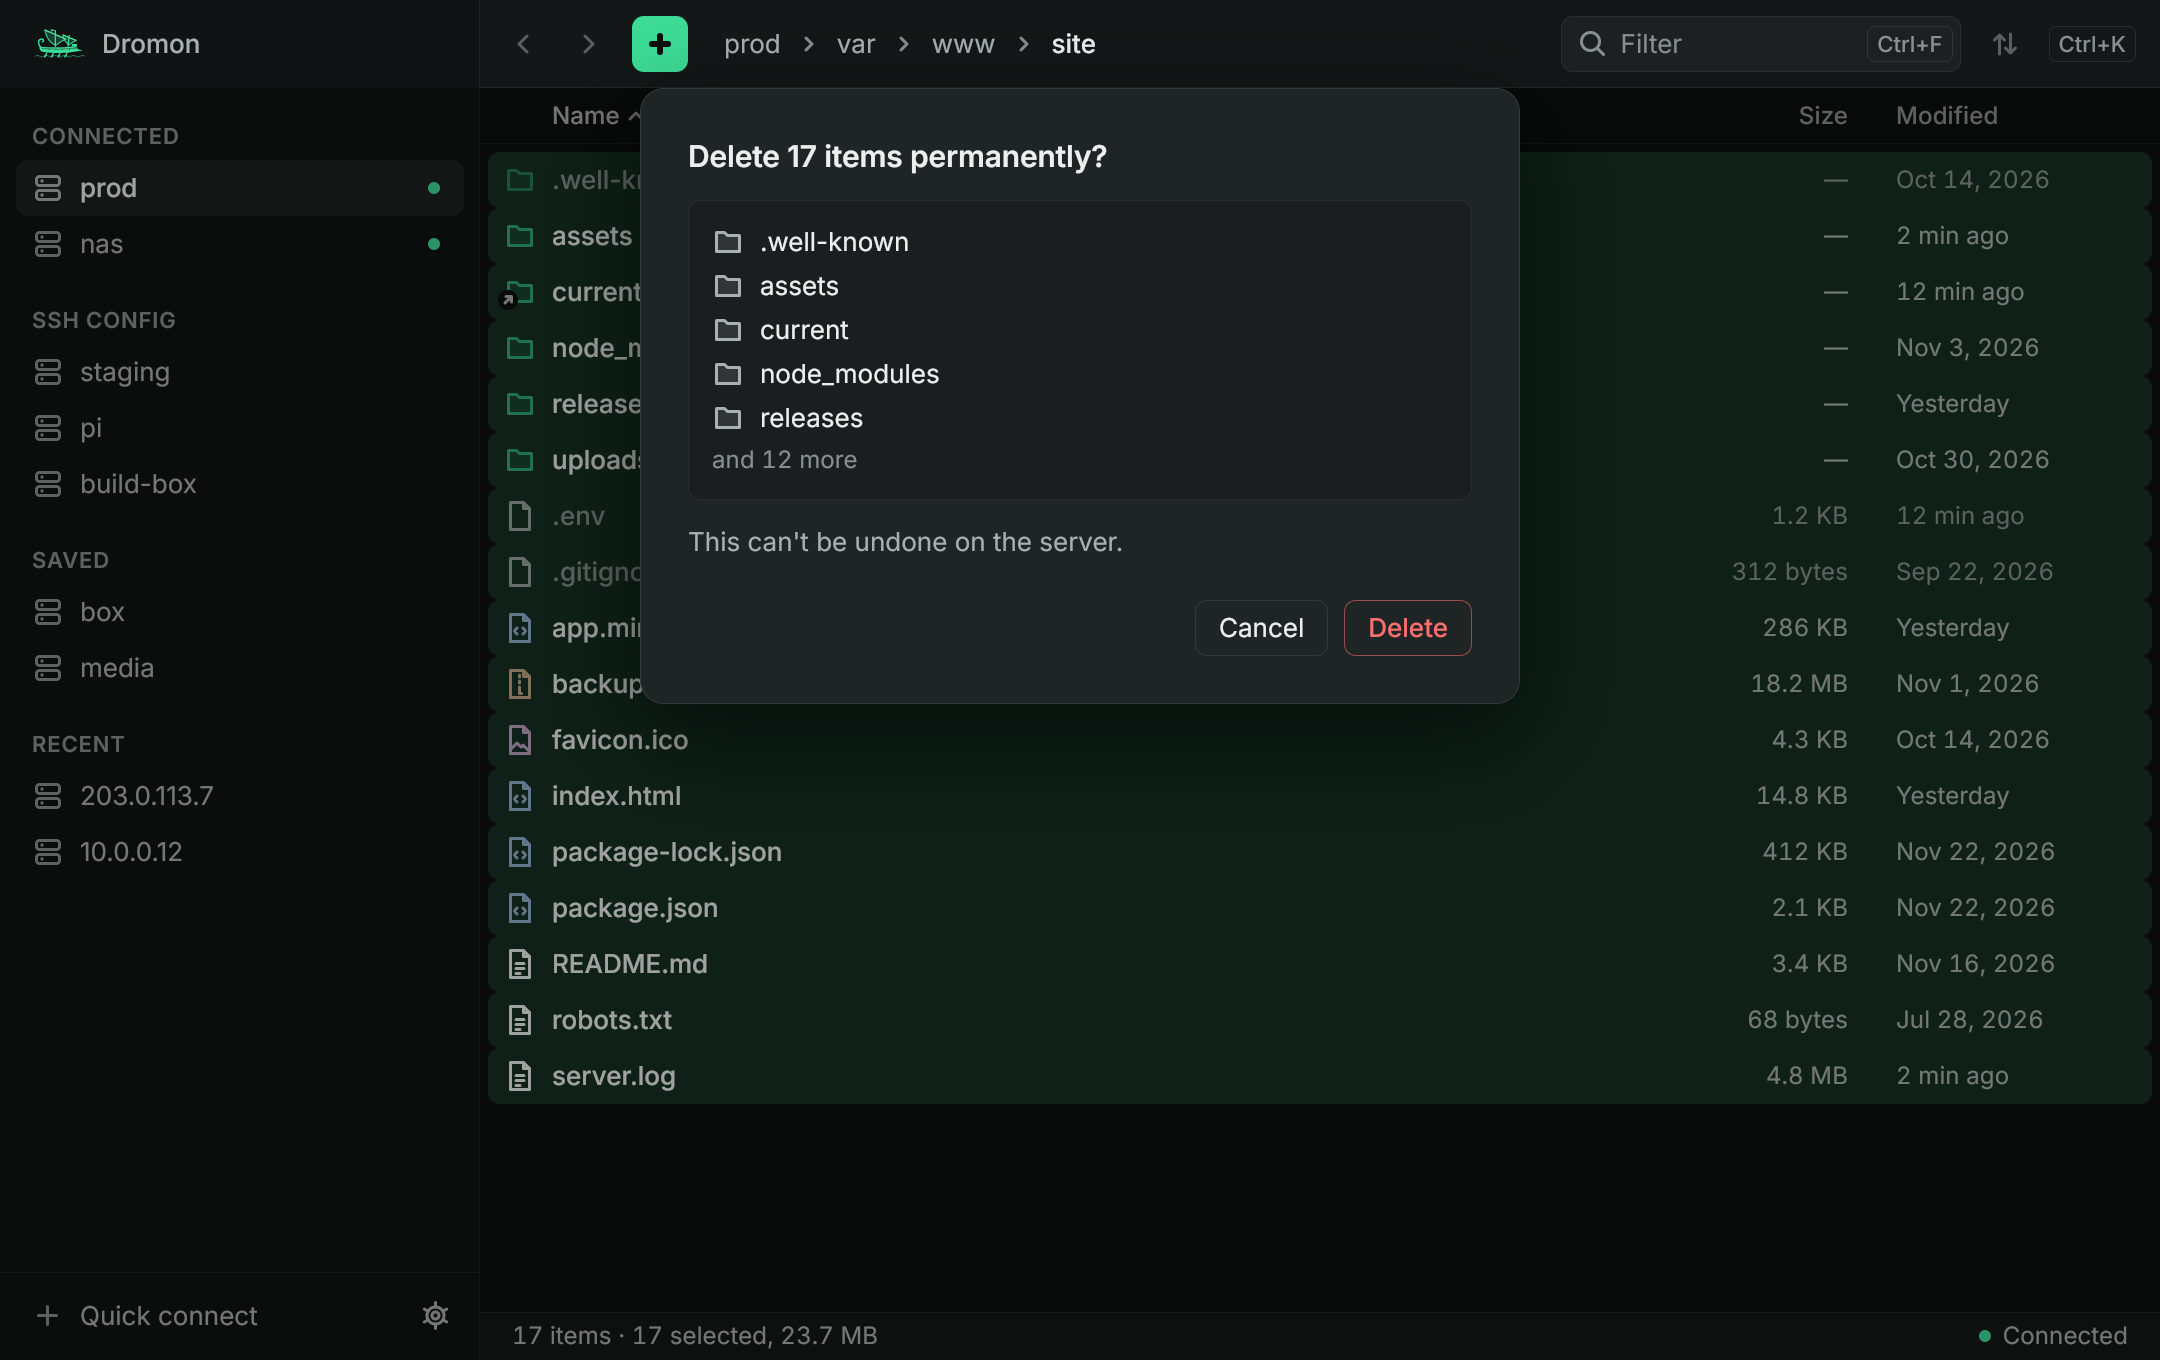 Dromon
prod > var > www > site
Filter
Ctrl+F
Ctrl+K
CONNECTED
prod
nas
SSH CONFIG
staging
pi
build-box
SAVED
box
media
RECENT
203.0.113.7
10.0.0.12
Quick connect
Name
Size
Modified
.well-kn
— Oct 14, 2026
assets
— 2 min ago
current
— 12 min ago
node_m
— Nov 3, 2026
release
— Yesterday
uploads
— Oct 30, 2026
.env
1.2 KB 12 min ago
.gitigno
312 bytes Sep 22, 2026
app.min
286 KB Yesterday
backup
18.2 MB Nov 1, 2026
favicon.ico 4.3 KB Oct 14, 2026
index.html 14.8 KB Yesterday
package-lock.json 412 KB Nov 22, 2026
package.json 2.1 KB Nov 22, 2026
README.md 3.4 KB Nov 16, 2026
robots.txt 68 bytes Jul 28, 2026
server.log 4.8 MB 2 min ago
Delete 17 items permanently?
.well-known
assets
current
node_modules
releases
and 12 more
This can't be undone on the server.
Cancel
Delete
17 items · 17 selected, 23.7 MB
Connected